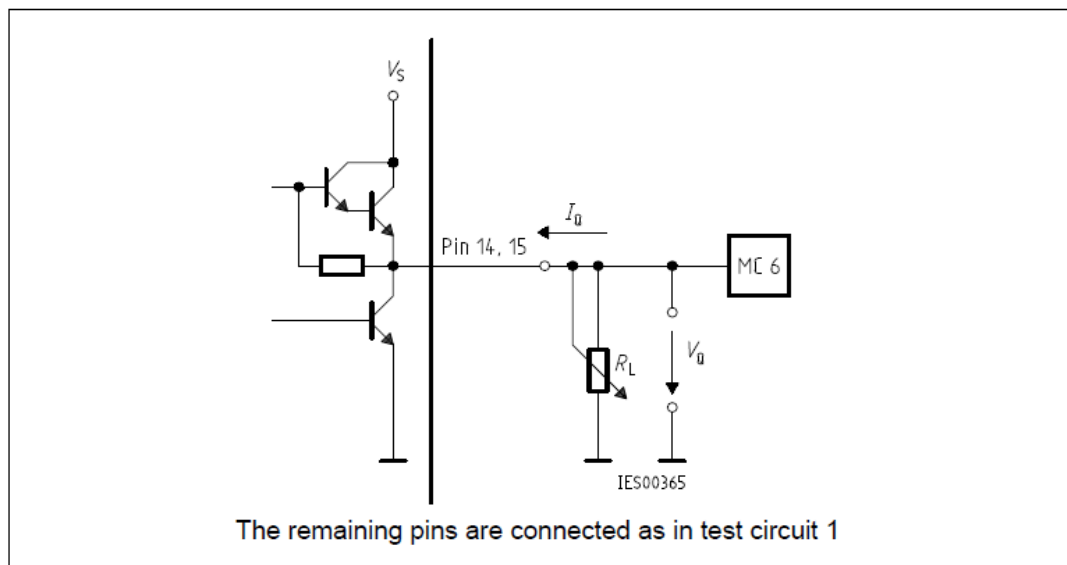 VS
IQ
Pin 14, 15
MC 6
RL
VQ
IES00365
The remaining pins are connected as in test circuit 1